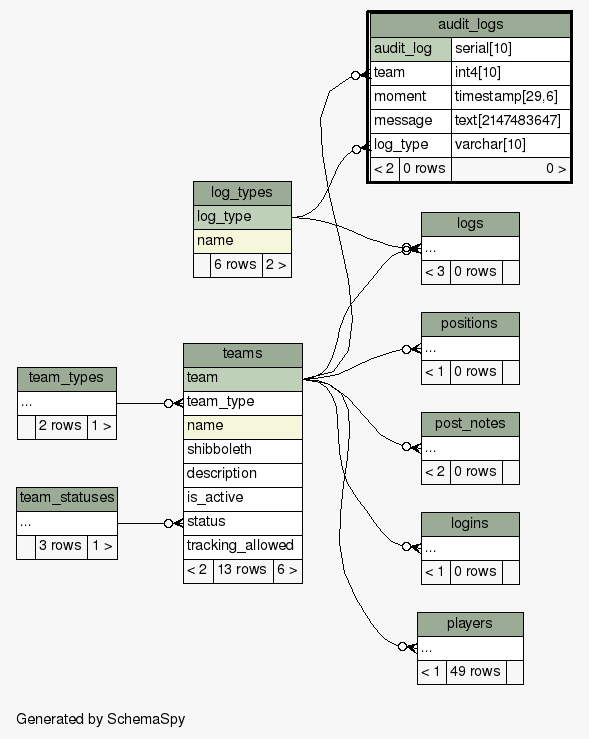 audit_logs
audit_log serial[10]
team int4[10]
moment timestamp[29,6]
message text[2147483647]
log_type varchar[10]
< 2 0 rows 0 >
log_types
log_type
name
6 rows 2 >
logs
...
< 3 0 rows
positions
...
< 1 0 rows
teams
team
team_type
name
shibboleth
description
is_active
status
tracking_allowed
< 2 13 rows 6 >
team_types
...
2 rows 1 >
post_notes
...
< 2 0 rows
team_statuses
...
3 rows 1 >
logins
...
< 1 0 rows
players
...
< 1 49 rows
Generated by SchemaSpy